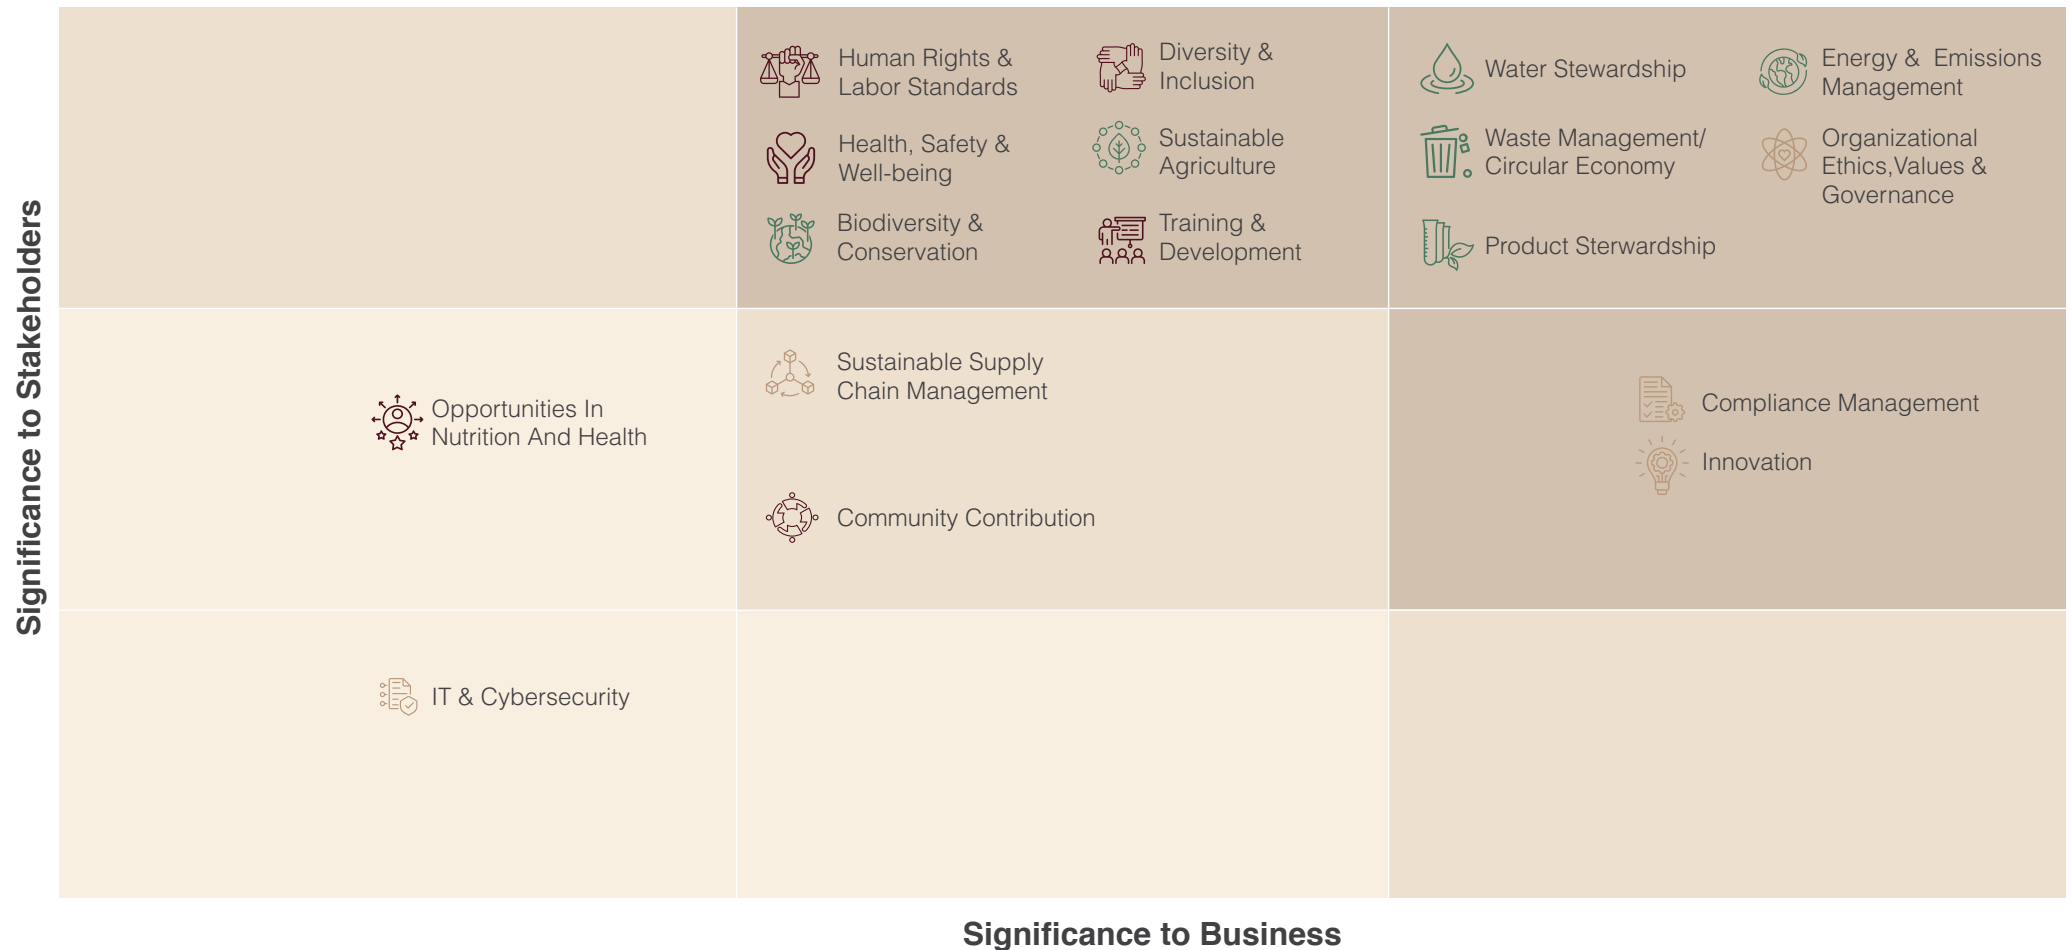 Significance to Stakeholders
Human Rights &
Labor Standards
Diversity &
Inclusion
Health, Safety &
Well-being
Sustainable
Agriculture
Biodiversity &
Conservation
Training &
Development
Water Stewardship
Energy &  Emissions
Management
Waste Management/
Circular Economy
Organizational
Ethics,Values &
Governance
Product Sterwardship
Opportunities In
Nutrition And Health
Sustainable Supply
Chain Management
Community Contribution
Compliance Management
Innovation
IT & Cybersecurity
Significance to Business